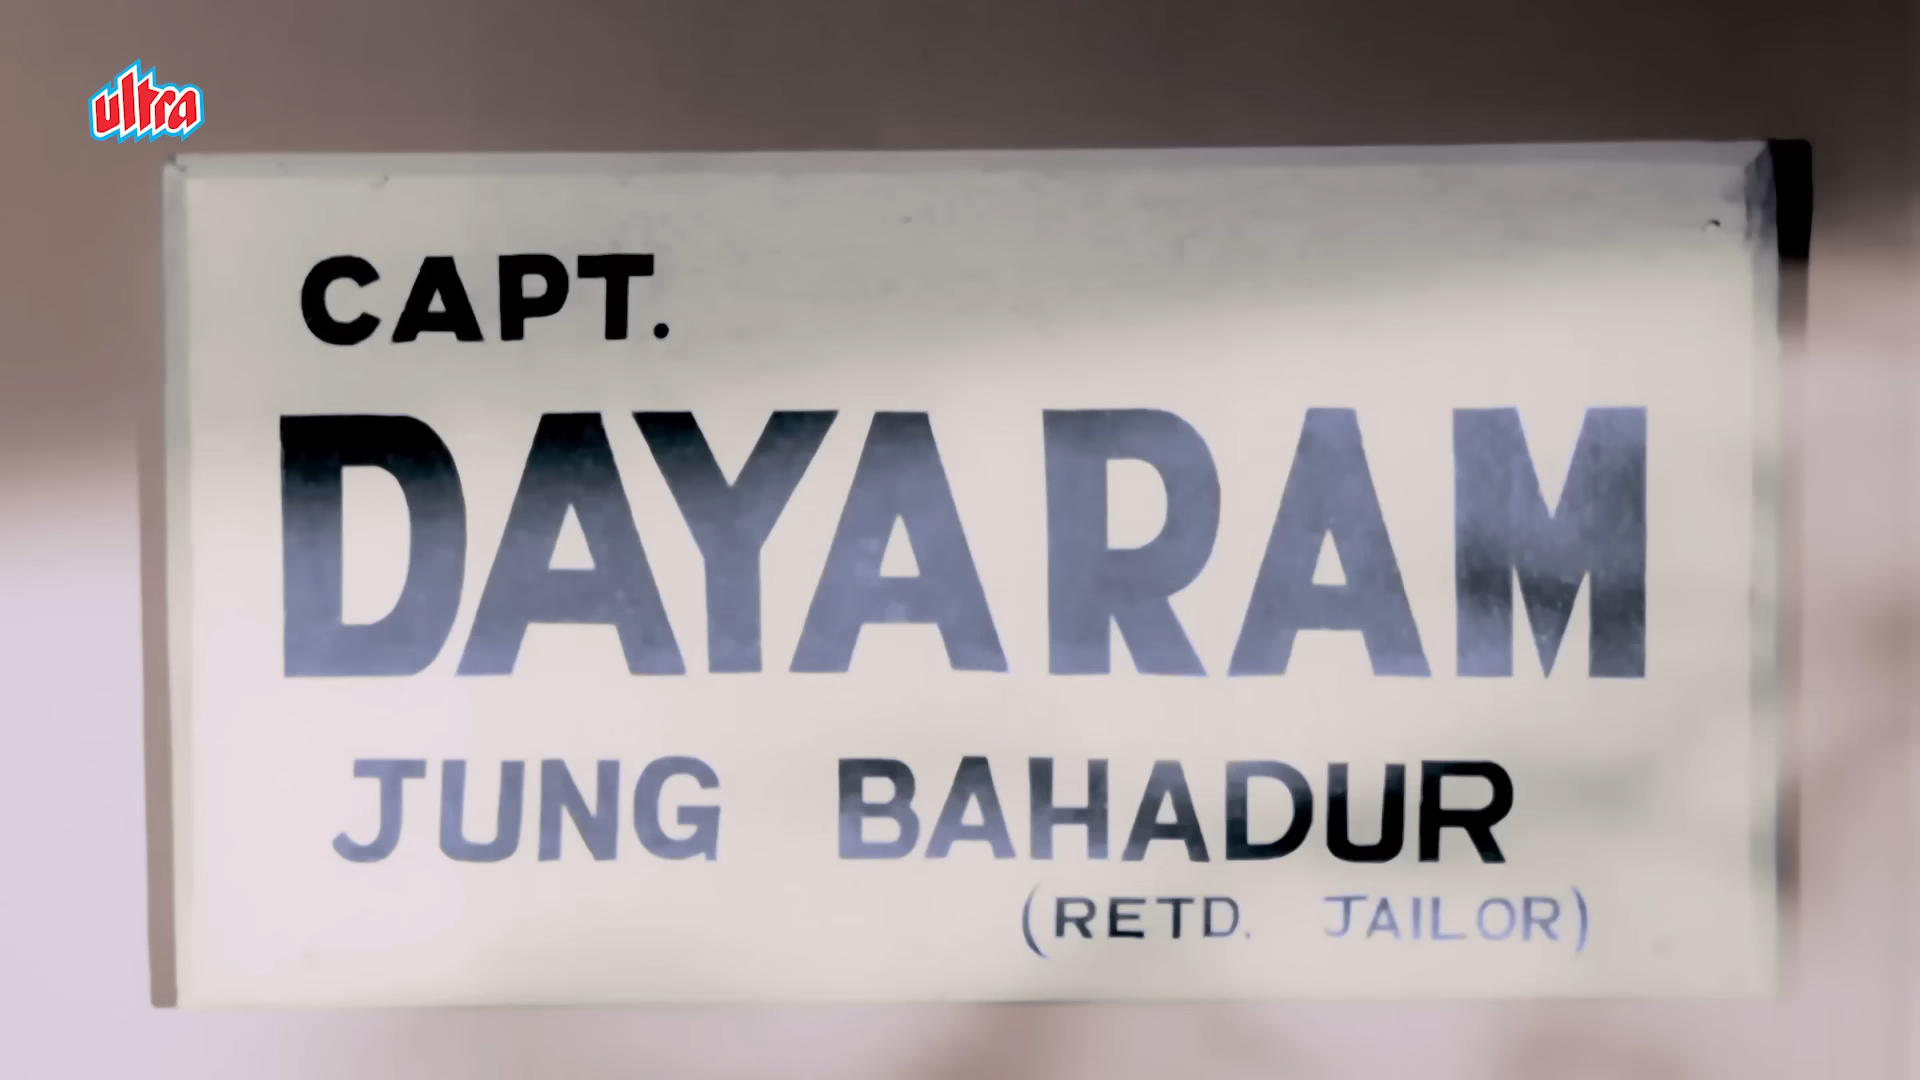 ultra
CAPT.
DAYARAM
JUNG BAHADUR
(RETD. JAILOR)